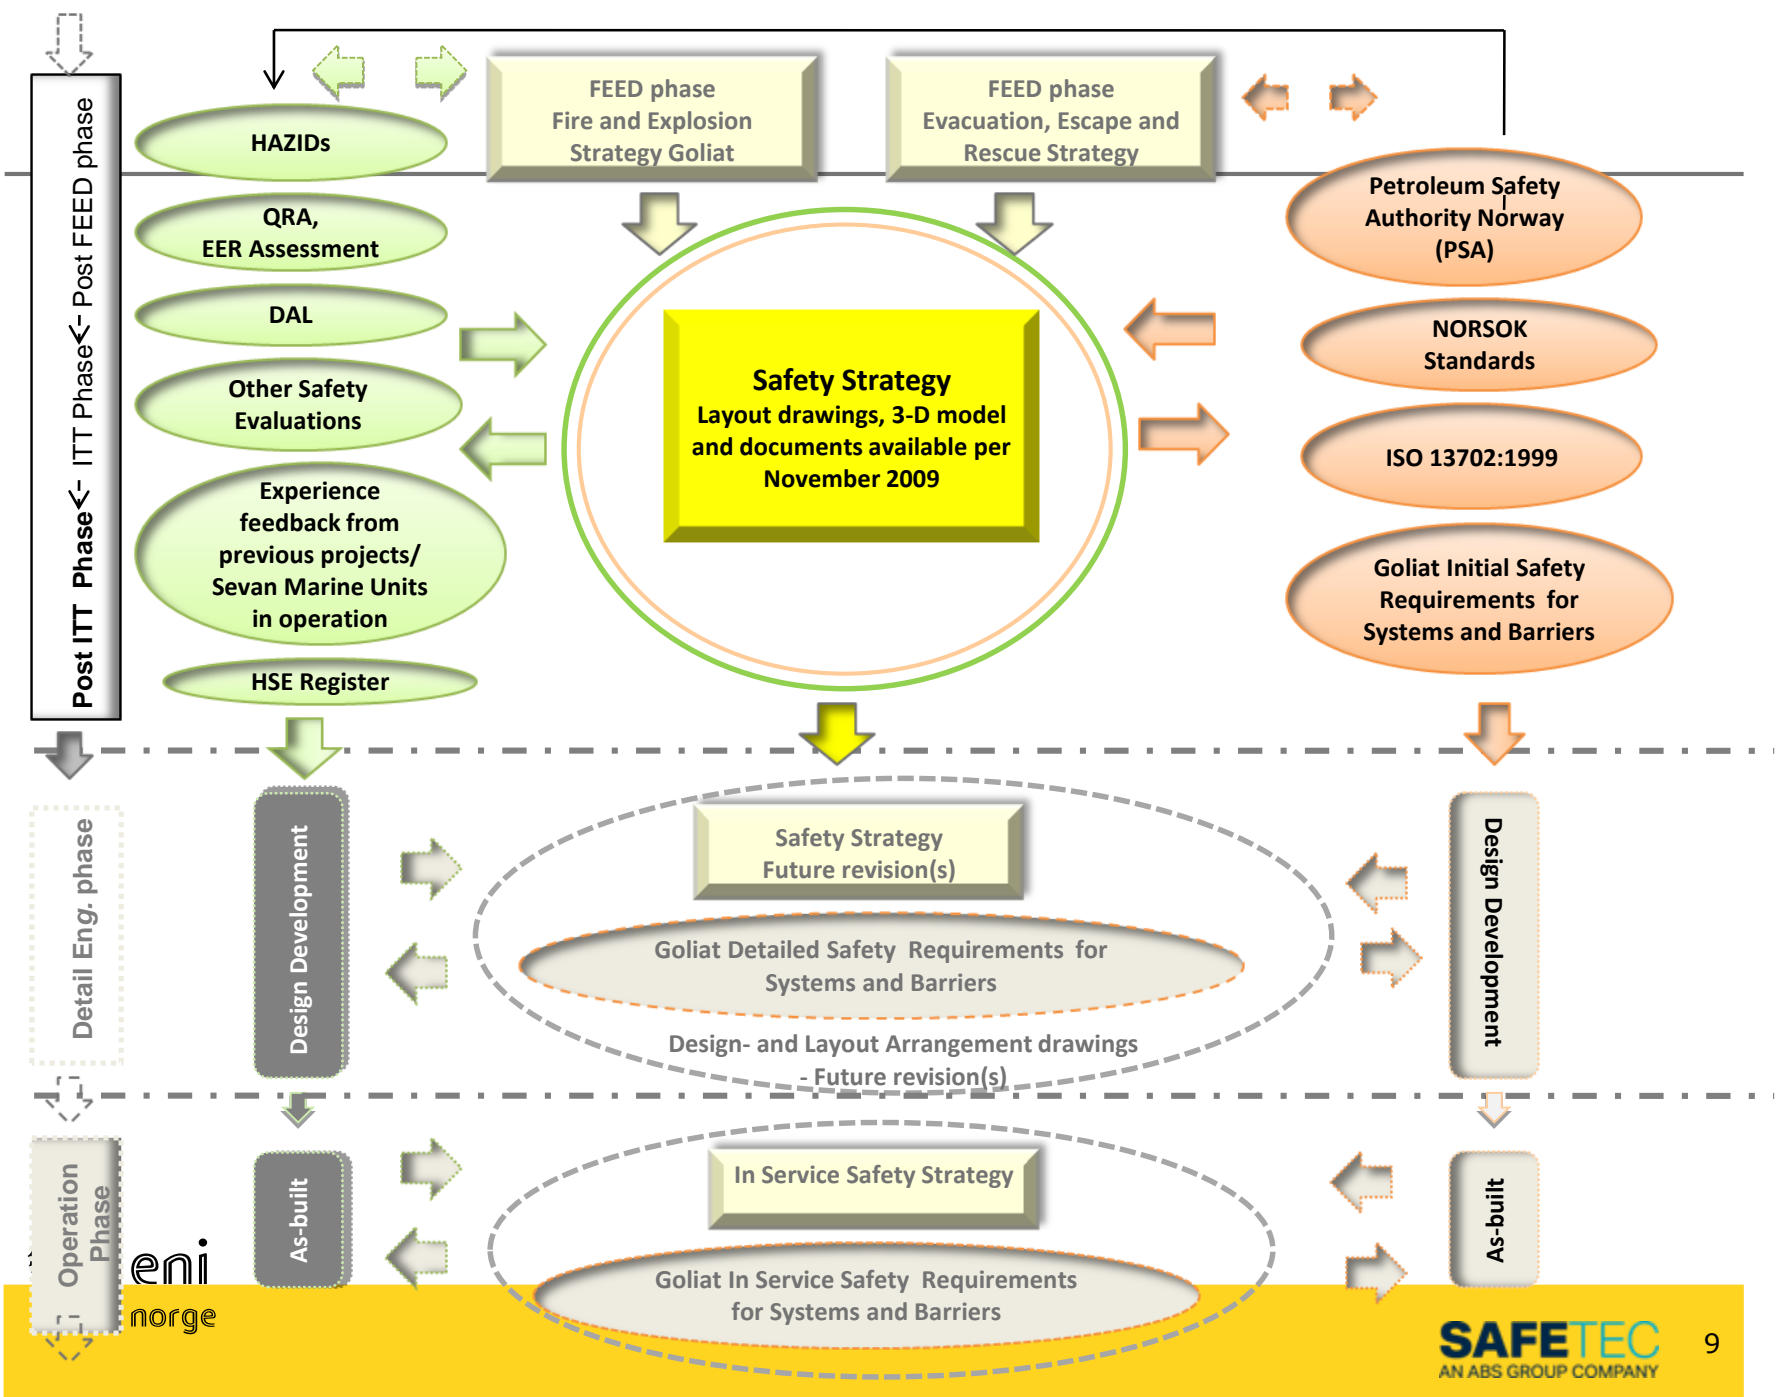 Post ITT Phase<- ITT Phase<- Post FEED phase
HAZIDs
FEED phase
Fire and Explosion
Strategy Goliat
FEED phase
Evacuation, Escape and
Rescue Strategy
Petroleum Safety
Authority Norway
(PSA)
QRA,
EER Assessment
DAL
NORSOK
Standards
Other Safety
Evaluations
Safety Strategy
Layout drawings, 3-D model
and documents available per
November 2009
ISO 13702:1999
Experience
feedback from
previous projects/
Sevan Marine Units
in operation
Goliat Initial Safety
Requirements for
Systems and Barriers
HSE Register
Detail Eng. phase
Design Development
Safety Strategy
Future revision(s)
Goliat Detailed Safety Requirements for
Systems and Barriers
Design- and Layout Arrangement drawings
- Future revision(s)
Design Development
Operation
Phase
As-built
In Service Safety Strategy
Goliat In Service Safety Requirements
for Systems and Barriers
As-built
eni
norge
SAFETEC
AN ABS GROUP COMPANY
9